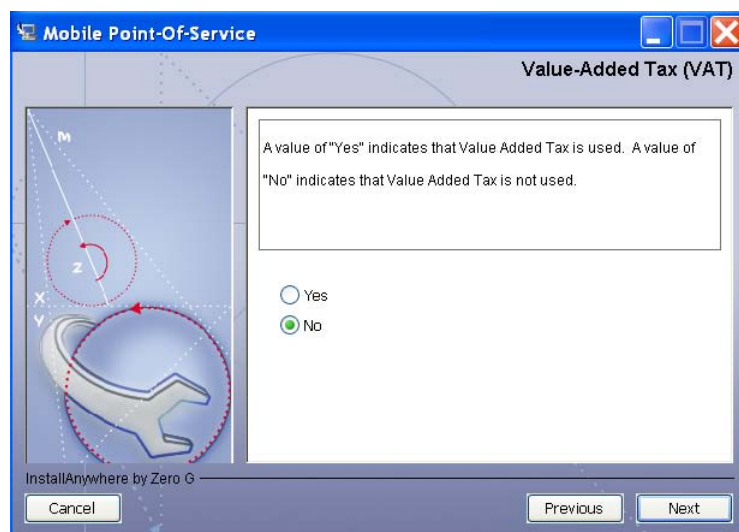 Mobile Point-Of-Service
Value-Added Tax (VAT)
M
Z
X
Y
A value of "Yes" indicates that Value Added Tax is used. A value of
"No" indicates that Value Added Tax is not used.
Yes
No
InstallAnywhere by Zero G
Cancel
Previous
Next